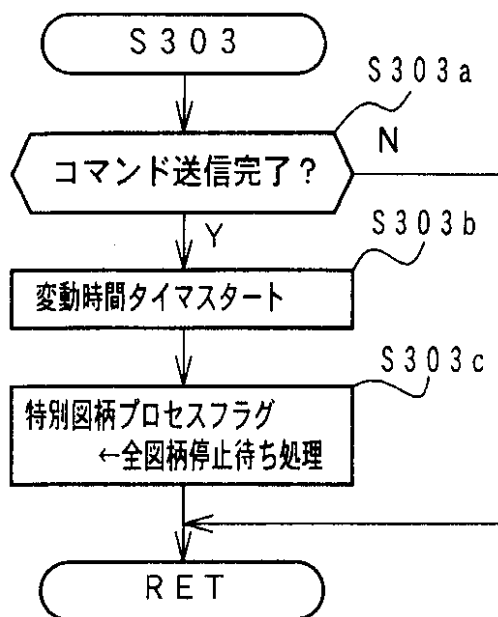 S303
S303a
コマンド送信完了？
N
Y
S303b
変動時間タイマスタート
S303c
特別図柄プロセスフラグ
←全図柄停止待ち処理
RET